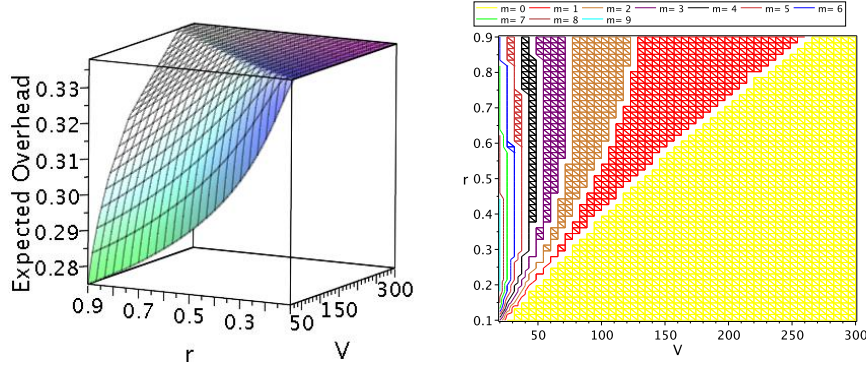 Expected Overhead
0.33
0.32
0.31
0.30
0.29
0.28
0.9
0.7
0.5
0.3
50
150
300
r
V
m= 0 m= 1 m= 2 m= 3 m= 4 m= 5 m= 6
m= 7 m= 8 m= 9
0.9
0.8
0.7
0.6
r 0.5
0.4
0.3
0.2
0.1
50 100 150 200 250 300
V